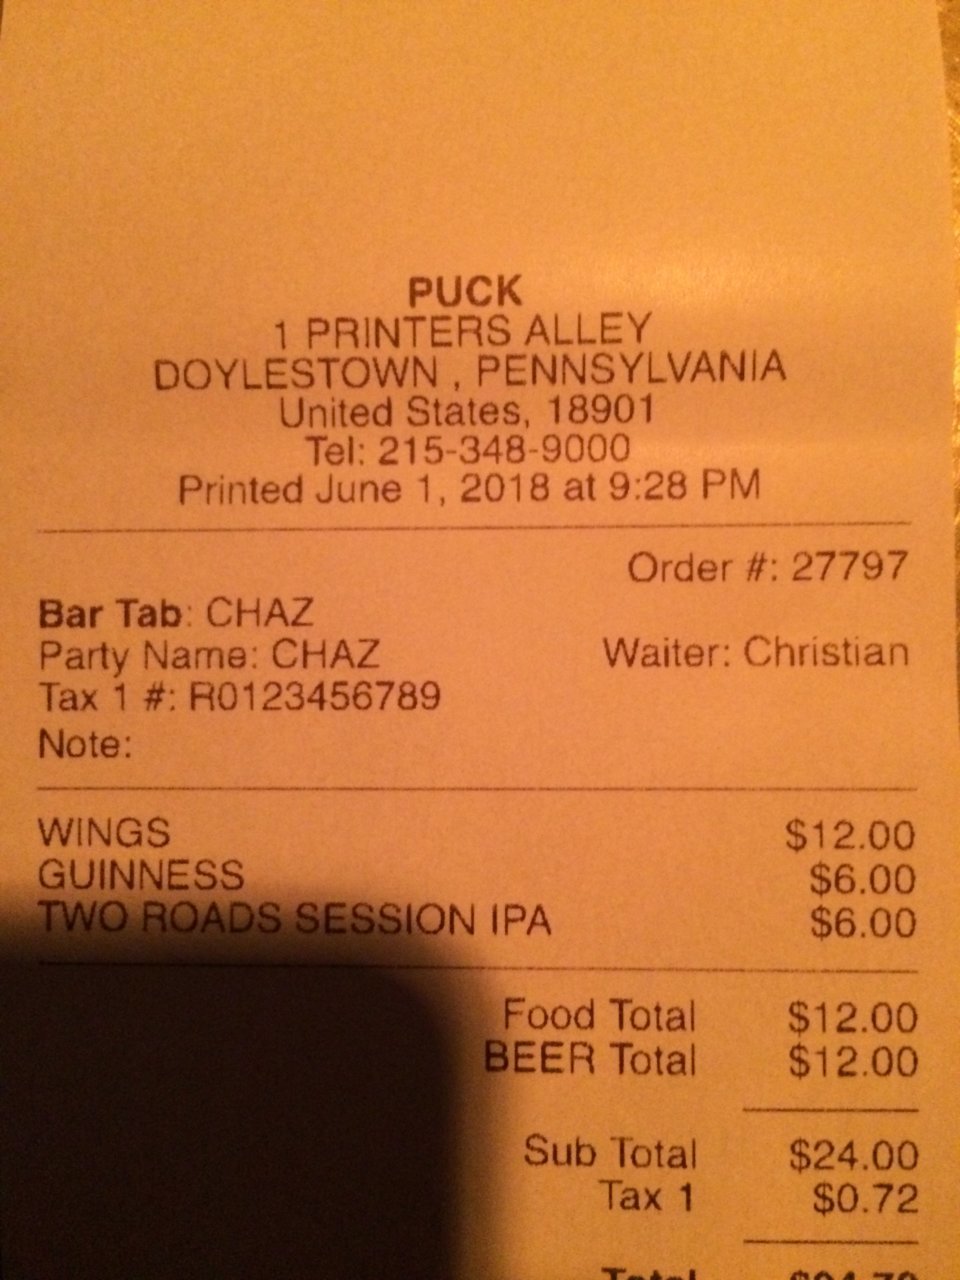 PUCK
1 PRINTERS ALLEY
DOYLESTOWN , PENNSYLVANIA
United States, 18901
Tel: 215-348-9000
Printed June 1, 2018 at 9:28 PM
Order #: 27797
Bar Tab: CHAZ
Party Name: CHAZ Waiter: Christian
Tax 1 #: R0123456789
Note:
WINGS $12.00
GUINNESS $6.00
TWO ROADS SESSION IPA $6.00
Food Total $12.00
BEER Total $12.00
Sub Total $24.00
Tax 1 $0.72
Total $24.72